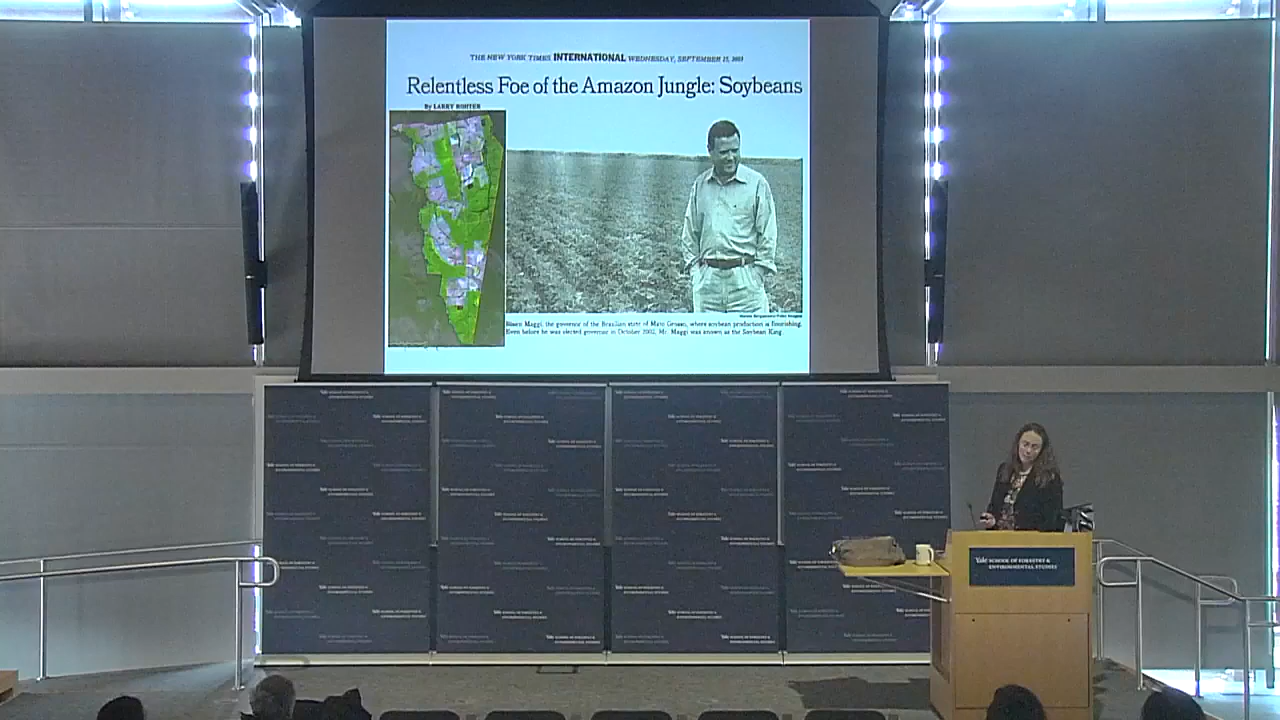 THE NEW YORK TIMES INTERNATIONAL WEDNESDAY, SEPTEMBER 17, 2003
Relentless Foe of the Amazon Jungle: Soybeans
By LARRY ROHTER
Blairo Maggi, the governor of the Brazilian state of Mato Grosso, where soybean production is flourishing.
Even before he was elected governor in October 2002, Mr. Maggi was known as the Soybean King.
Yale SCHOOL OF FORESTRY &
ENVIRONMENTAL STUDIES